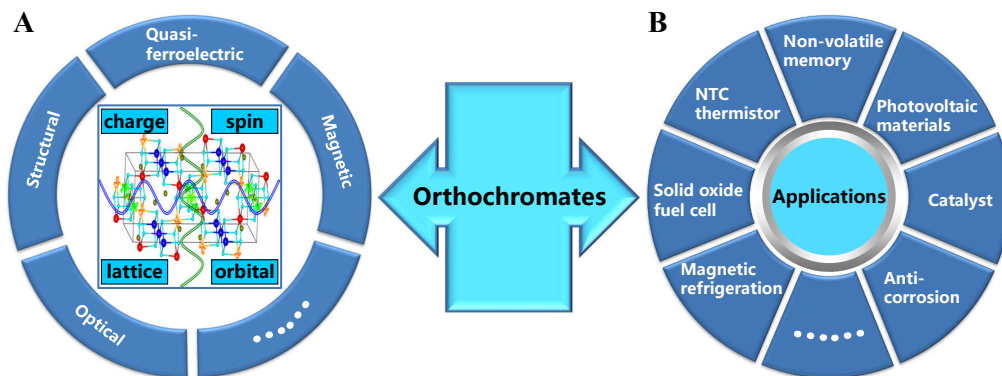 A
Quasi-
ferroelectric
Structural
Magnetic
charge
spin
lattice
orbital
Optical
......
Orthochromates
B
Non-volatile
memory
NTC
thermistor
Photovoltaic
materials
Solid oxide
fuel cell
Applications
Catalyst
Magnetic
refrigeration
Anti-
corrosion
......